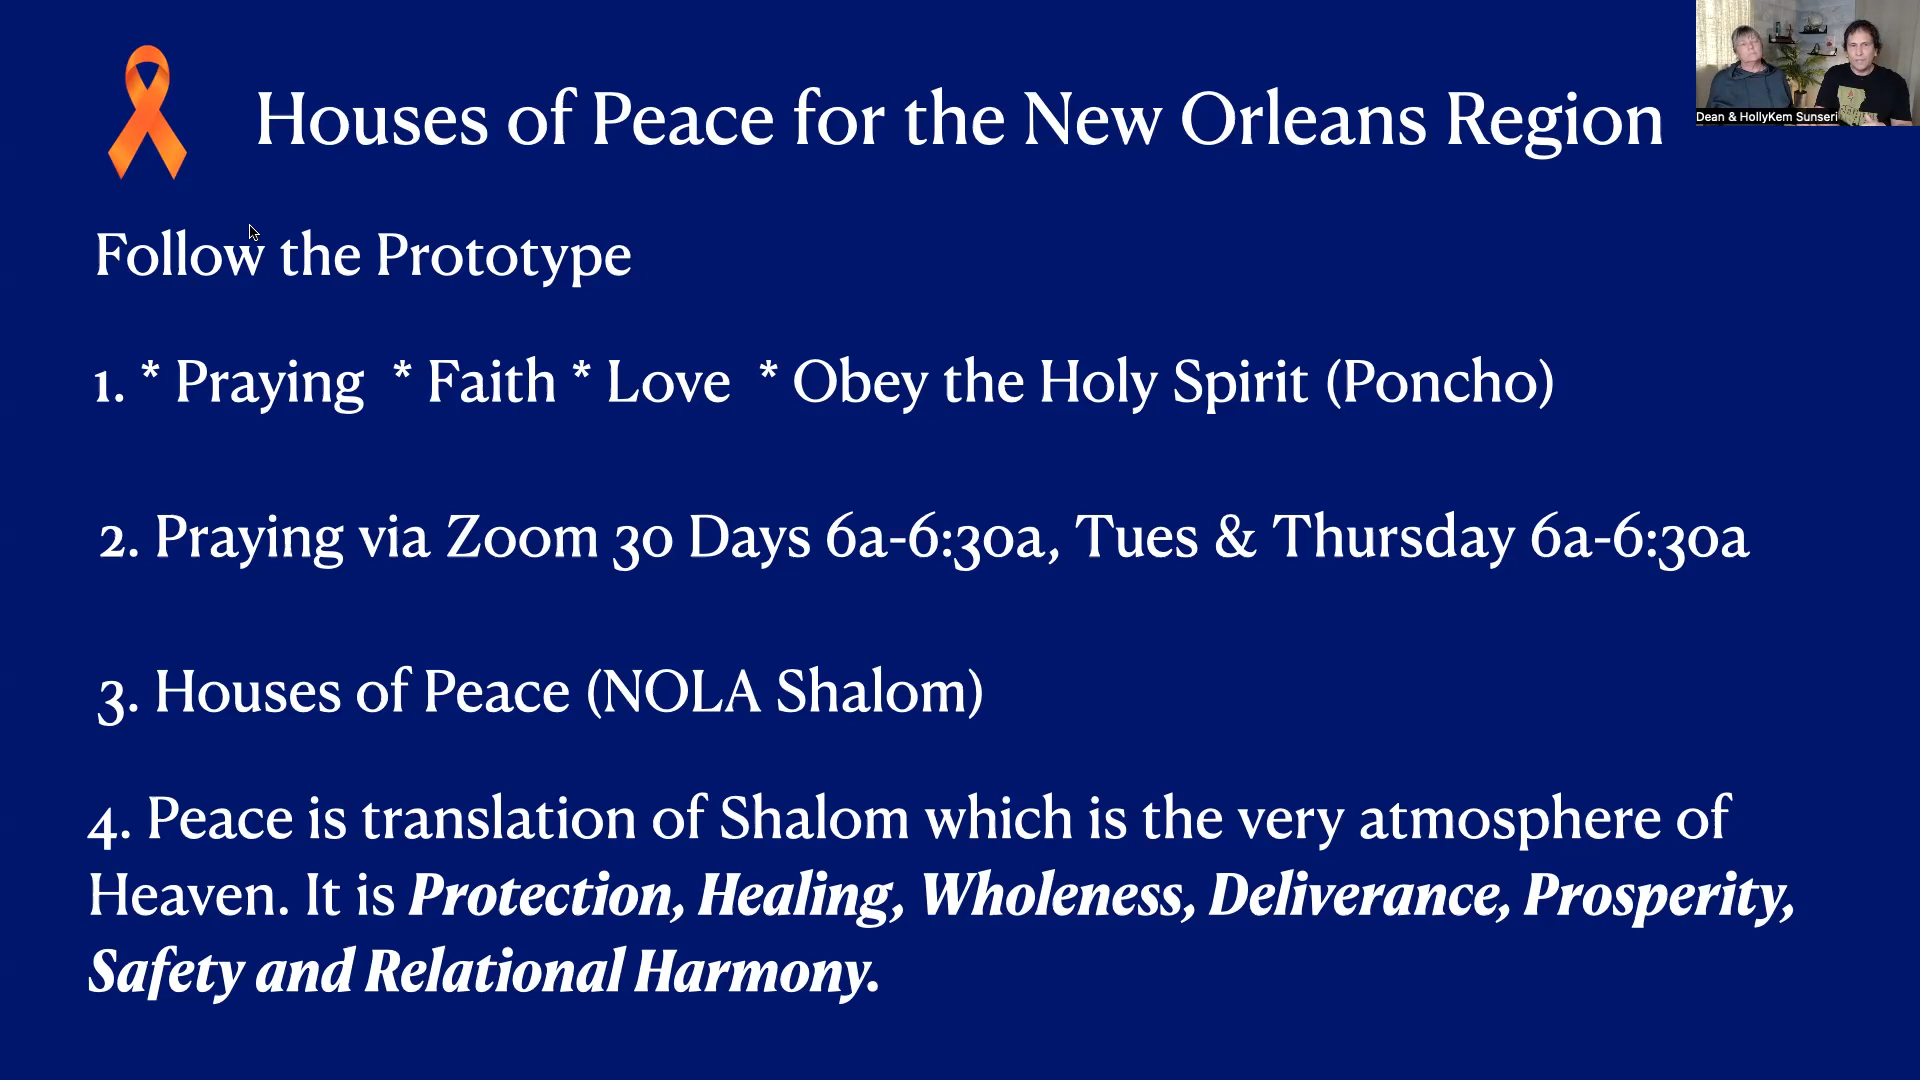 Houses of Peace for the New Orleans Region
Dean & HollyKem Sunseri
Follow the Prototype
1. * Praying  * Faith * Love  * Obey the Holy Spirit (Poncho)
2. Praying via Zoom 30 Days 6a-6:30a, Tues & Thursday 6a-6:30a
3. Houses of Peace (NOLA Shalom)
4. Peace is translation of Shalom which is the very atmosphere of
Heaven. It is Protection, Healing, Wholeness, Deliverance, Prosperity,
Safety and Relational Harmony.